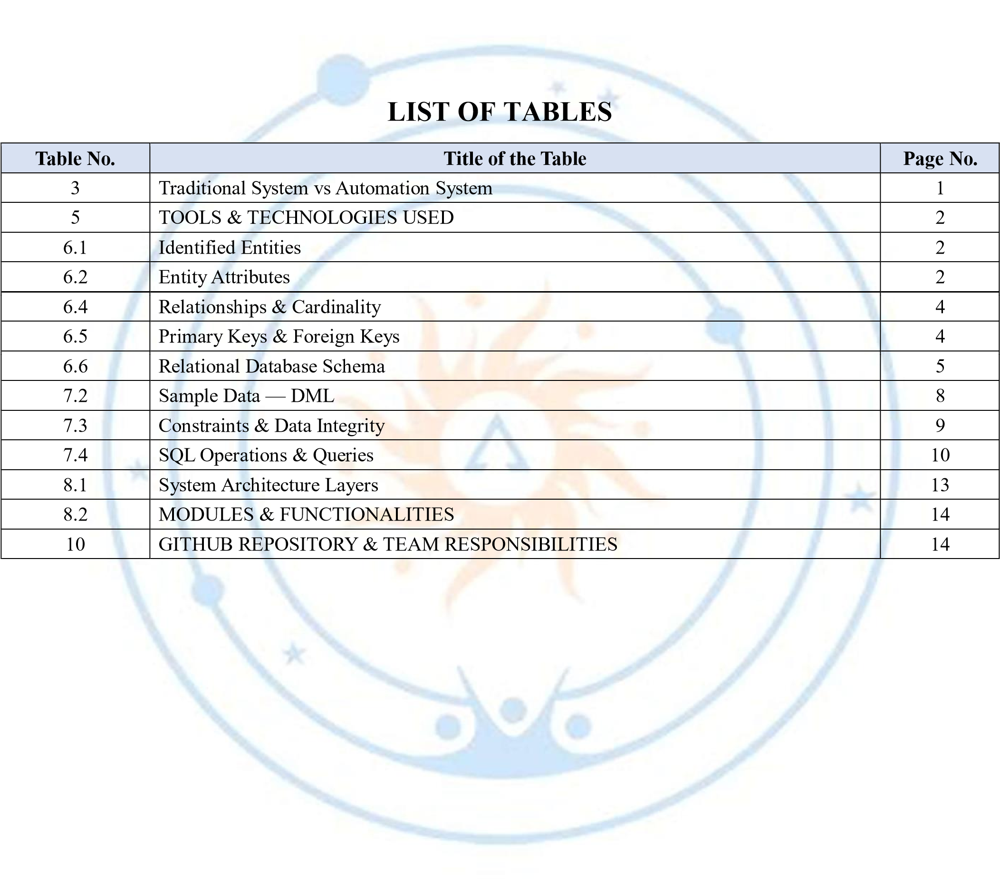 LIST OF TABLES
Table No. Title of the Table Page No.
3 Traditional System vs Automation System 1
5 TOOLS & TECHNOLOGIES USED 2
6.1 Identified Entities 2
6.2 Entity Attributes 2
6.4 Relationships & Cardinality 4
6.5 Primary Keys & Foreign Keys 4
6.6 Relational Database Schema 5
7.2 Sample Data — DML 8
7.3 Constraints & Data Integrity 9
7.4 SQL Operations & Queries 10
8.1 System Architecture Layers 13
8.2 MODULES & FUNCTIONALITIES 14
10 GITHUB REPOSITORY & TEAM RESPONSIBILITIES 14